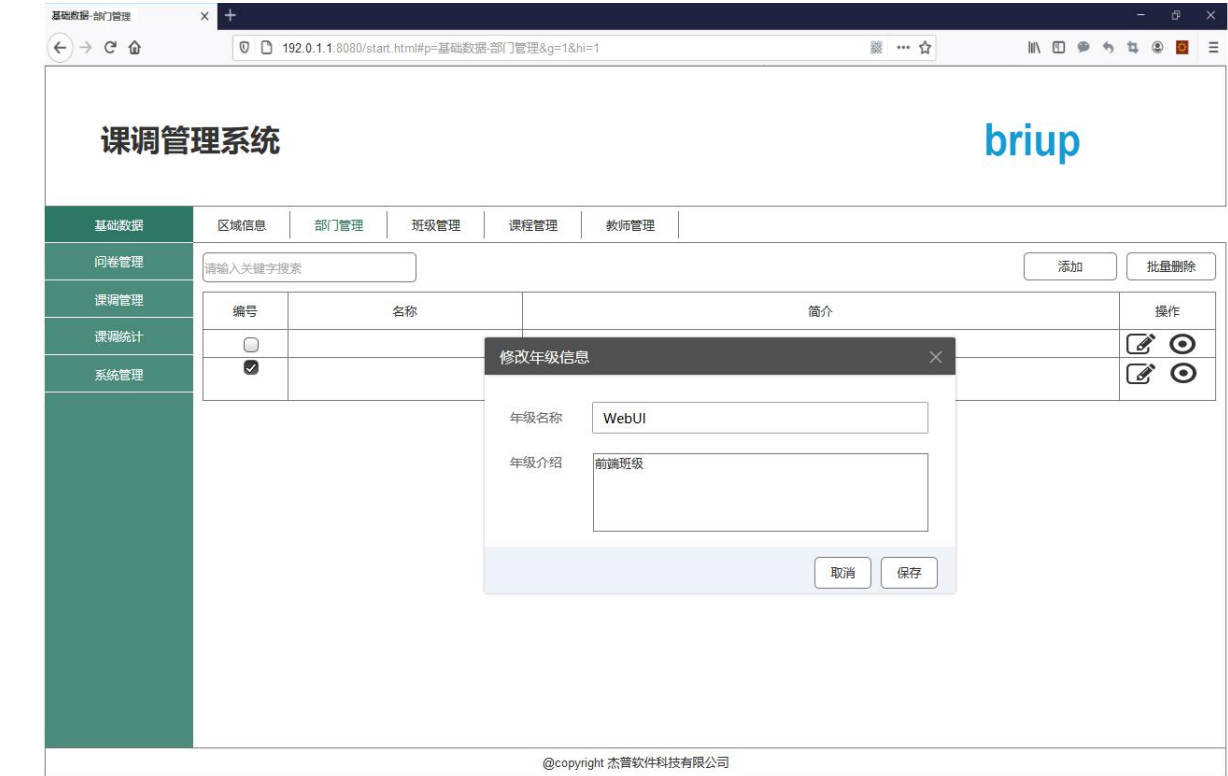 基础数据-部门管理
192.0.1.1:8080/start.html#p=基础数据-部门管理&g=1&hi=1
课调管理系统
briup
基础数据 区域信息 部门管理 班级管理 课程管理 教师管理
问卷管理 请输入关键字搜索 添加 批量删除
课调管理 编号 名称 简介 操作
课调统计
系统管理
修改年级信息
年级名称 WebUI
年级介绍 前端班级
取消 保存
@copyright 杰普软件科技有限公司